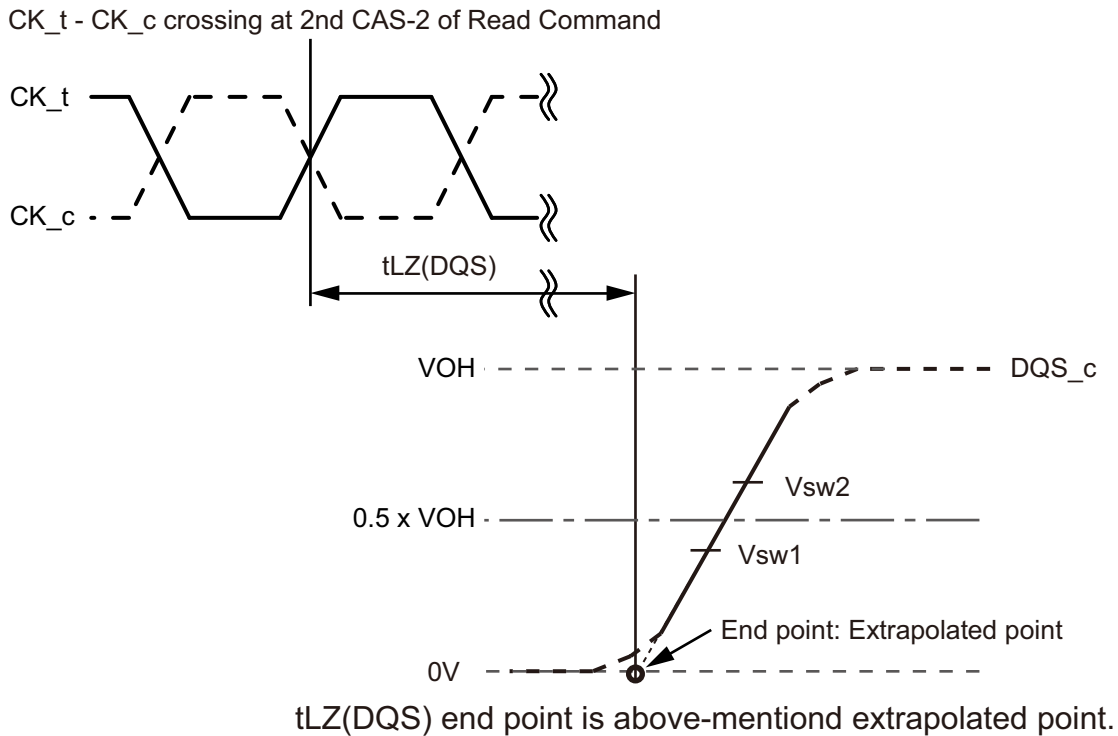 CK_t - CK_c crossing at 2nd CAS-2 of Read Command
CK_t
CK_c
tLZ(DQS)
VOH
DQS_c
Vsw2
0.5 x VOH
Vsw1
End point: Extrapolated point
0V
tLZ(DQS) end point is above-mentiond extrapolated point.